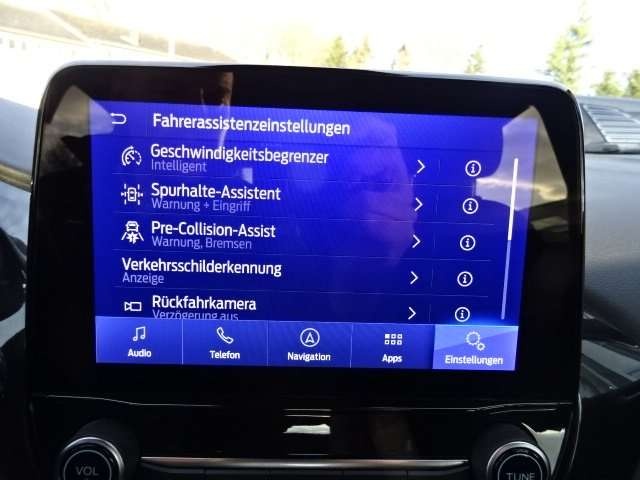 Fahrerassistenzeinstellungen
Geschwindigkeitsbegrenzer
Intelligent
Spurhalte-Assistent
Warnung + Eingriff
Pre-Collision-Assist
Warnung, Bremsen
Verkehrsschilderkennung
Anzeige
Rückfahrkamera
Verzögerung aus
Audio
Telefon
Navigation
Apps
Einstellungen
VOL
TUNE